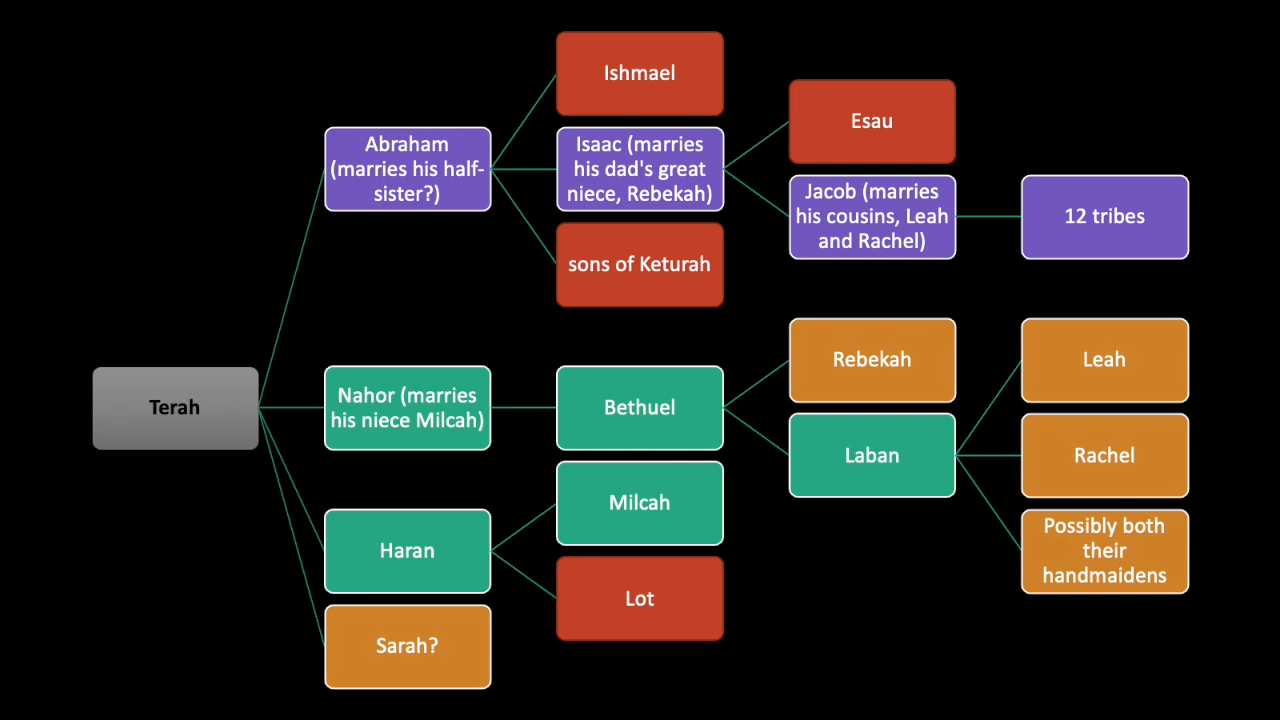 Ishmael
Abraham
(marries his half-
sister?)
Isaac (marries
his dad's great
niece, Rebekah)
sons of Keturah
Esau
Jacob (marries
his cousins, Leah
and Rachel)
12 tribes
Terah
Nahor (marries
his niece Milcah)
Bethuel
Rebekah
Laban
Leah
Rachel
Possibly both
their
handmaidens
Haran
Milcah
Lot
Sarah?